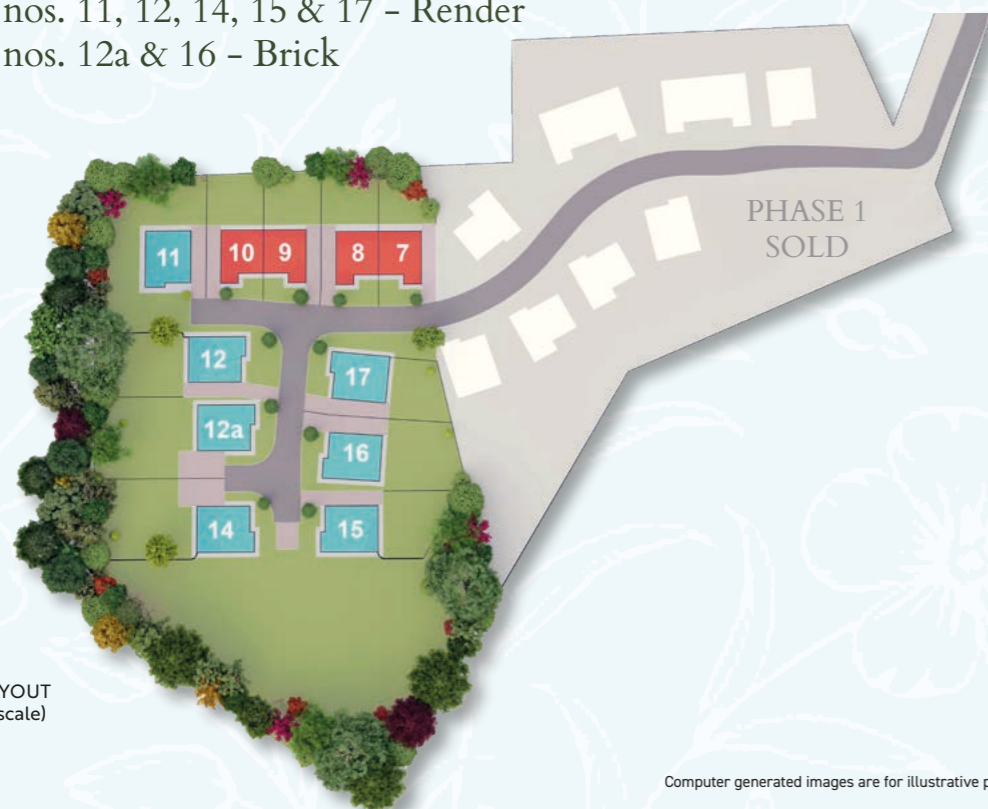 nos. 11, 12, 14, 15 & 17 – Render
nos. 12a & 16 – Brick
PHASE 1
SOLD
11
10
9
8
7
12
17
12a
16
14
15
YOUT
scale)
Computer generated images are for illustrative p